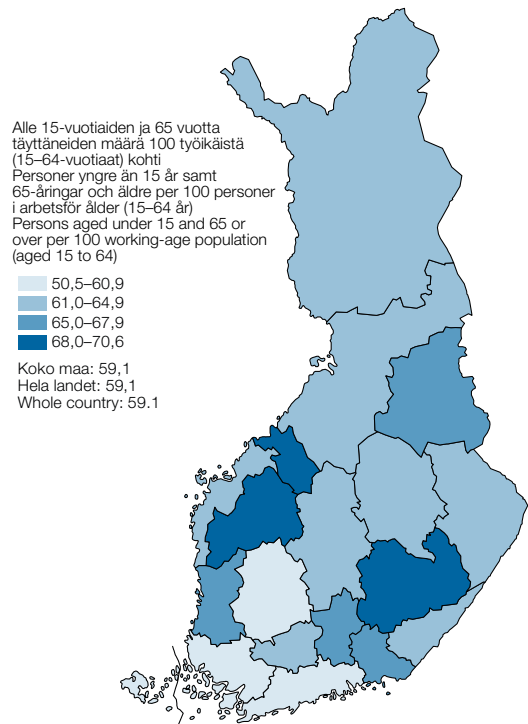 Alle 15-vuotiaiden ja 65 vuotta
täyttäneiden määrä 100 työikäistä
(15–64-vuotiaat) kohti
Personer yngre än 15 år samt
65-åringar och äldre per 100 personer
i arbetsför ålder (15–64 år)
Persons aged under 15 and 65 or
over per 100 working-age population
(aged 15 to 64)
50,5–60,9
61,0–64,9
65,0–67,9
68,0–70,6
Koko maa: 59,1
Hela landet: 59,1
Whole country: 59.1